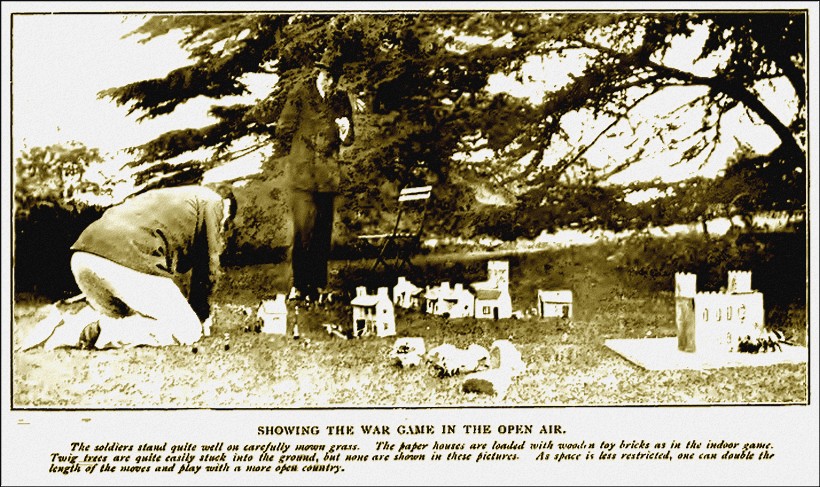 SHOWING THE WAR GAME IN THE OPEN AIR.
The soldiers stand quite well on carefully mown grass. The paper houses are loaded with wooden toy bricks as in the indoor game.
Twig trees are quite easily stuck into the ground, but none are shown in these pictures. As space is less restricted, one can double the
length of the moves and play with a more open country.